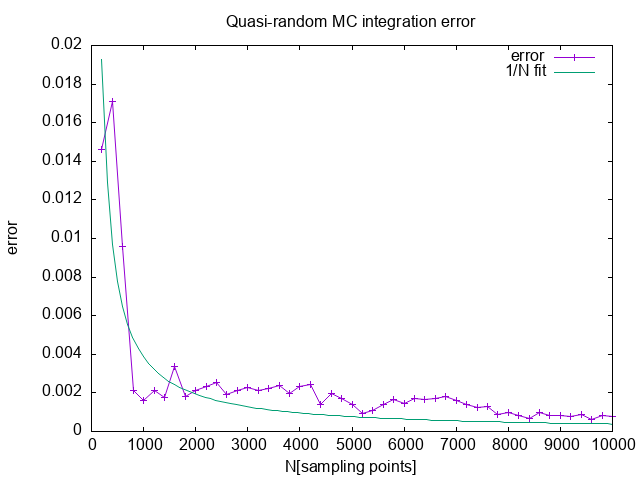 Quasi-random MC integration error
error
1/N fit
0.02
0.018
0.016
0.014
0.012
0.01
0.008
0.006
0.004
0.002
0
error
0 1000 2000 3000 4000 5000 6000 7000 8000 9000 10000
N[sampling points]